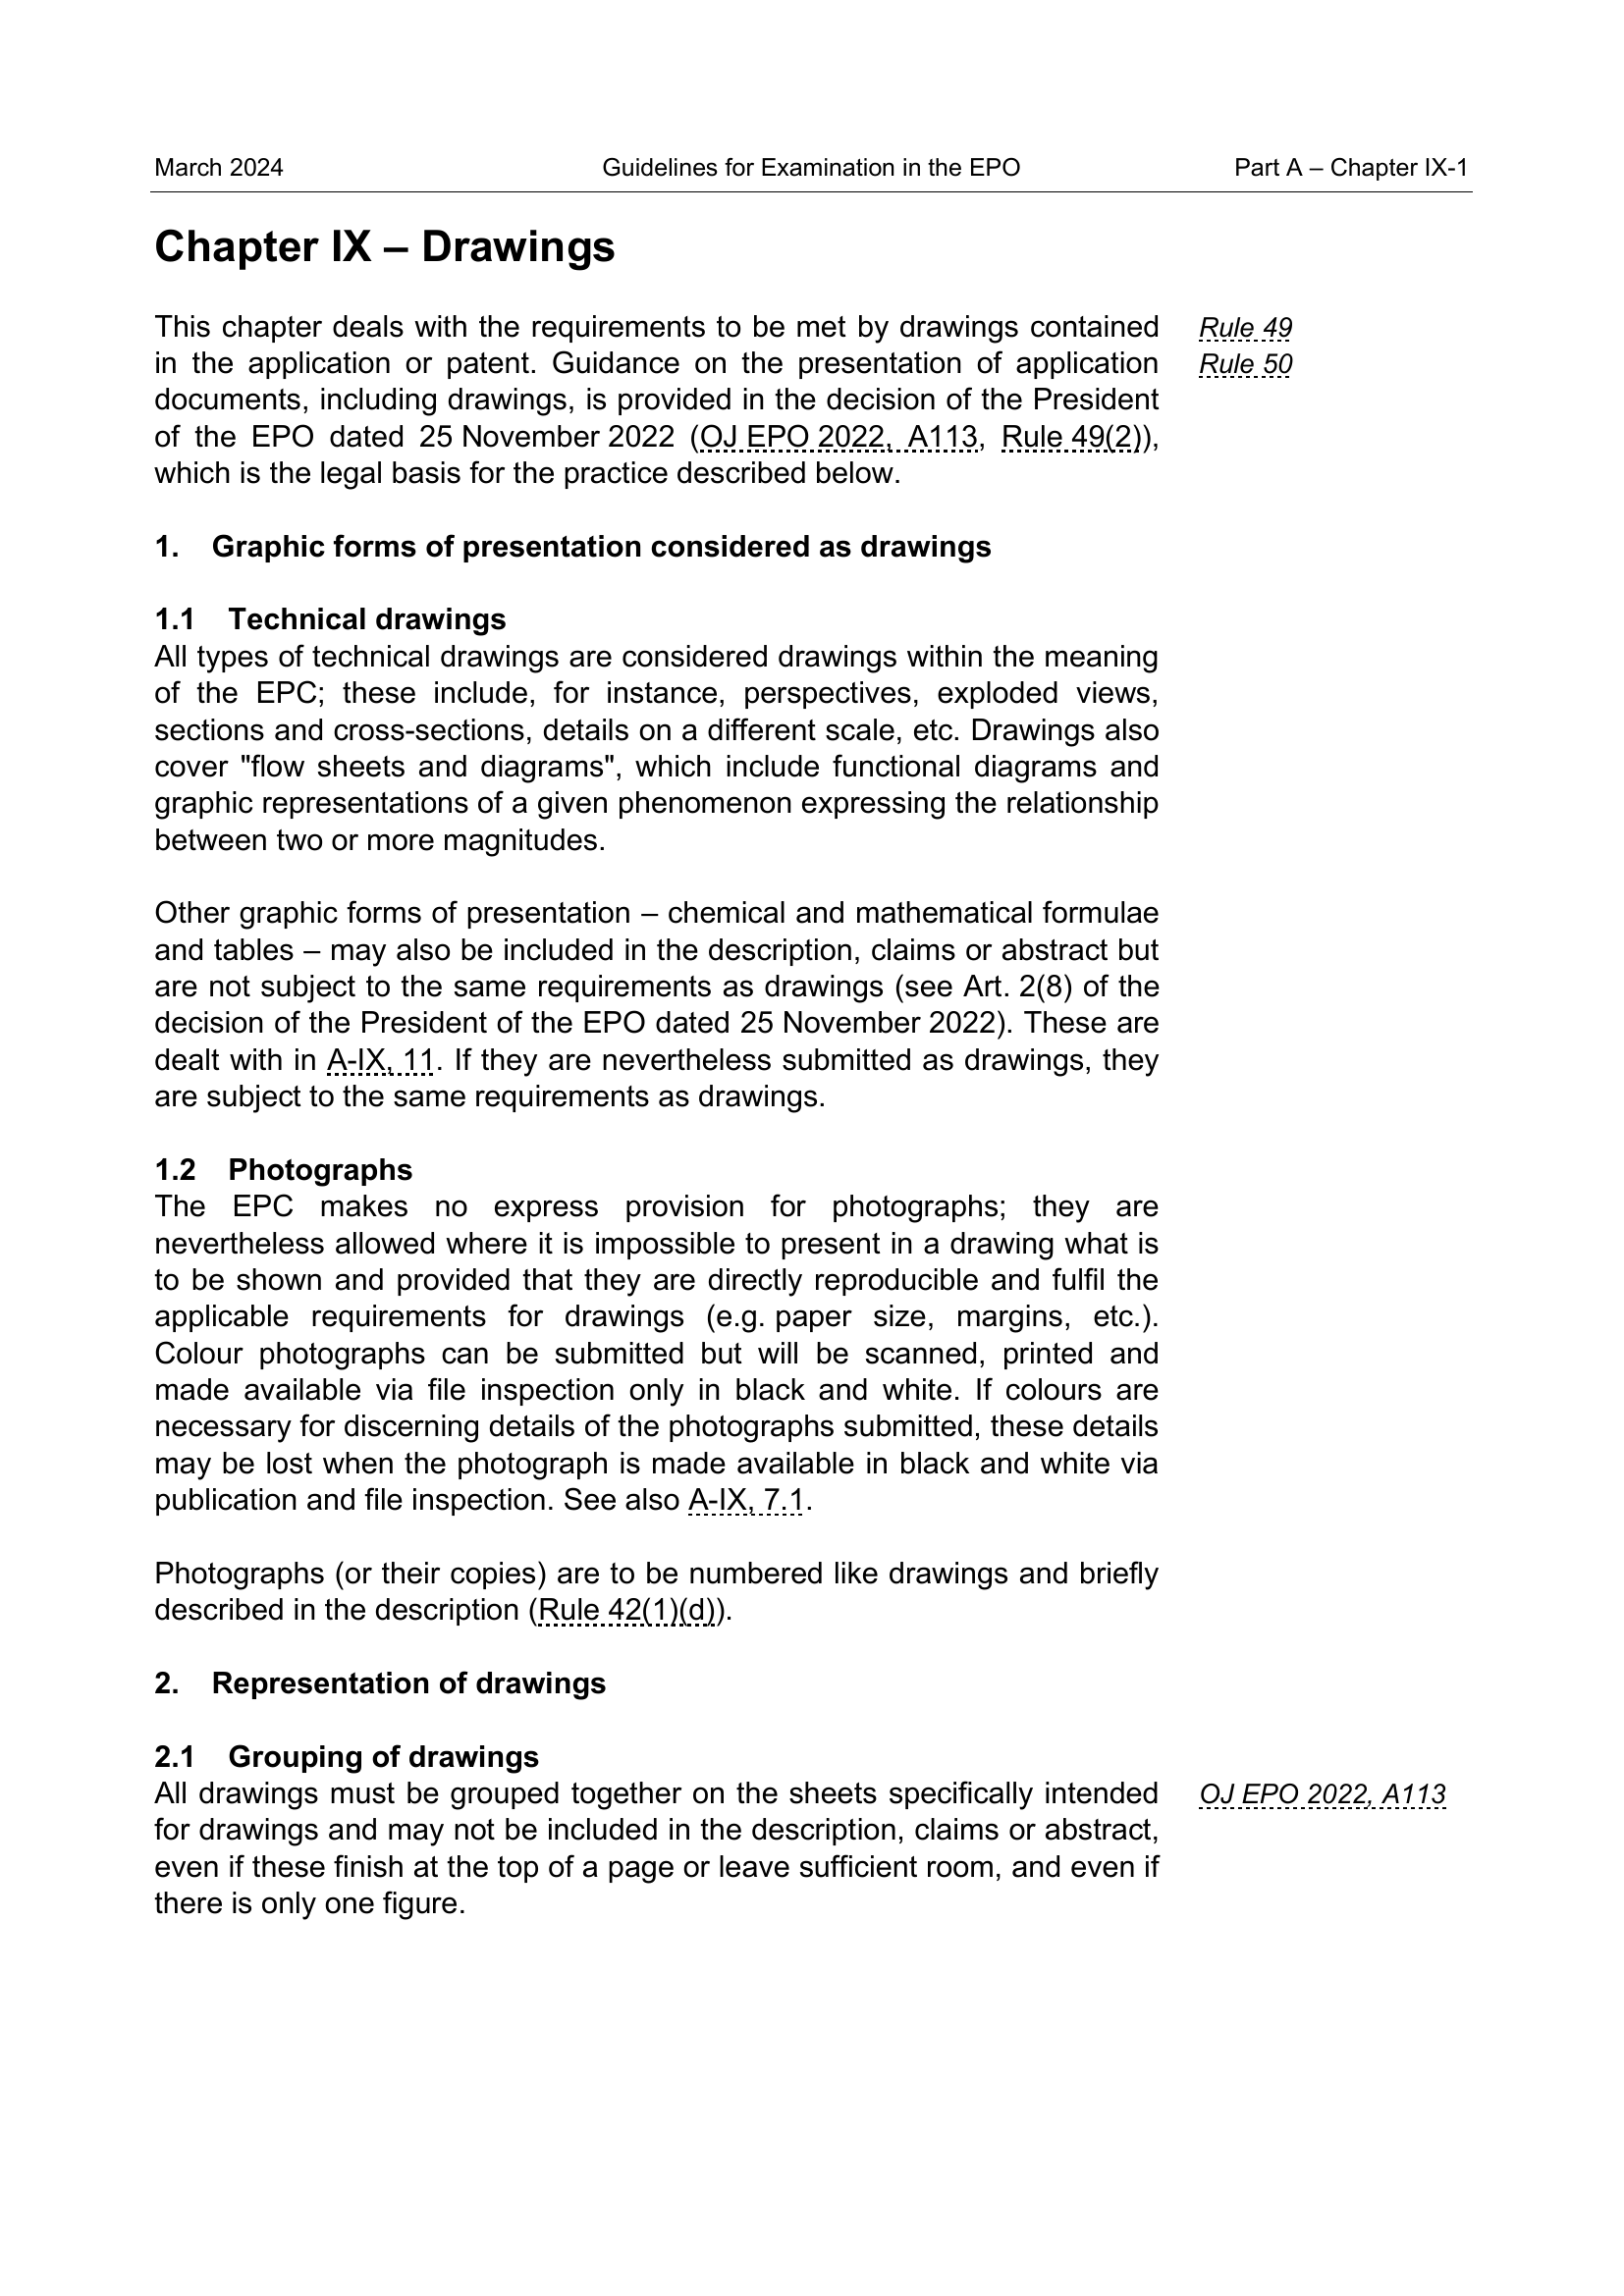 March 2024 Guidelines for Examination in the EPO Part A – Chapter IX-1
Chapter IX – Drawings
This chapter deals with the requirements to be met by drawings contained
in the application or patent. Guidance on the presentation of application
documents, including drawings, is provided in the decision of the President
of the EPO dated 25 November 2022 (OJ EPO 2022, A113, Rule 49(2)),
which is the legal basis for the practice described below.
Rule 49
Rule 50
1. Graphic forms of presentation considered as drawings
1.1 Technical drawings
All types of technical drawings are considered drawings within the meaning
of the EPC; these include, for instance, perspectives, exploded views,
sections and cross-sections, details on a different scale, etc. Drawings also
cover "flow sheets and diagrams", which include functional diagrams and
graphic representations of a given phenomenon expressing the relationship
between two or more magnitudes.
Other graphic forms of presentation – chemical and mathematical formulae
and tables – may also be included in the description, claims or abstract but
are not subject to the same requirements as drawings (see Art. 2(8) of the
decision of the President of the EPO dated 25 November 2022). These are
dealt with in A-IX, 11. If they are nevertheless submitted as drawings, they
are subject to the same requirements as drawings.
1.2 Photographs
The EPC makes no express provision for photographs; they are
nevertheless allowed where it is impossible to present in a drawing what is
to be shown and provided that they are directly reproducible and fulfil the
applicable requirements for drawings (e.g. paper size, margins, etc.).
Colour photographs can be submitted but will be scanned, printed and
made available via file inspection only in black and white. If colours are
necessary for discerning details of the photographs submitted, these details
may be lost when the photograph is made available in black and white via
publication and file inspection. See also A-IX, 7.1.
Photographs (or their copies) are to be numbered like drawings and briefly
described in the description (Rule 42(1)(d)).
2. Representation of drawings
2.1 Grouping of drawings
All drawings must be grouped together on the sheets specifically intended
for drawings and may not be included in the description, claims or abstract,
even if these finish at the top of a page or leave sufficient room, and even if
there is only one figure.
OJ EPO 2022, A113